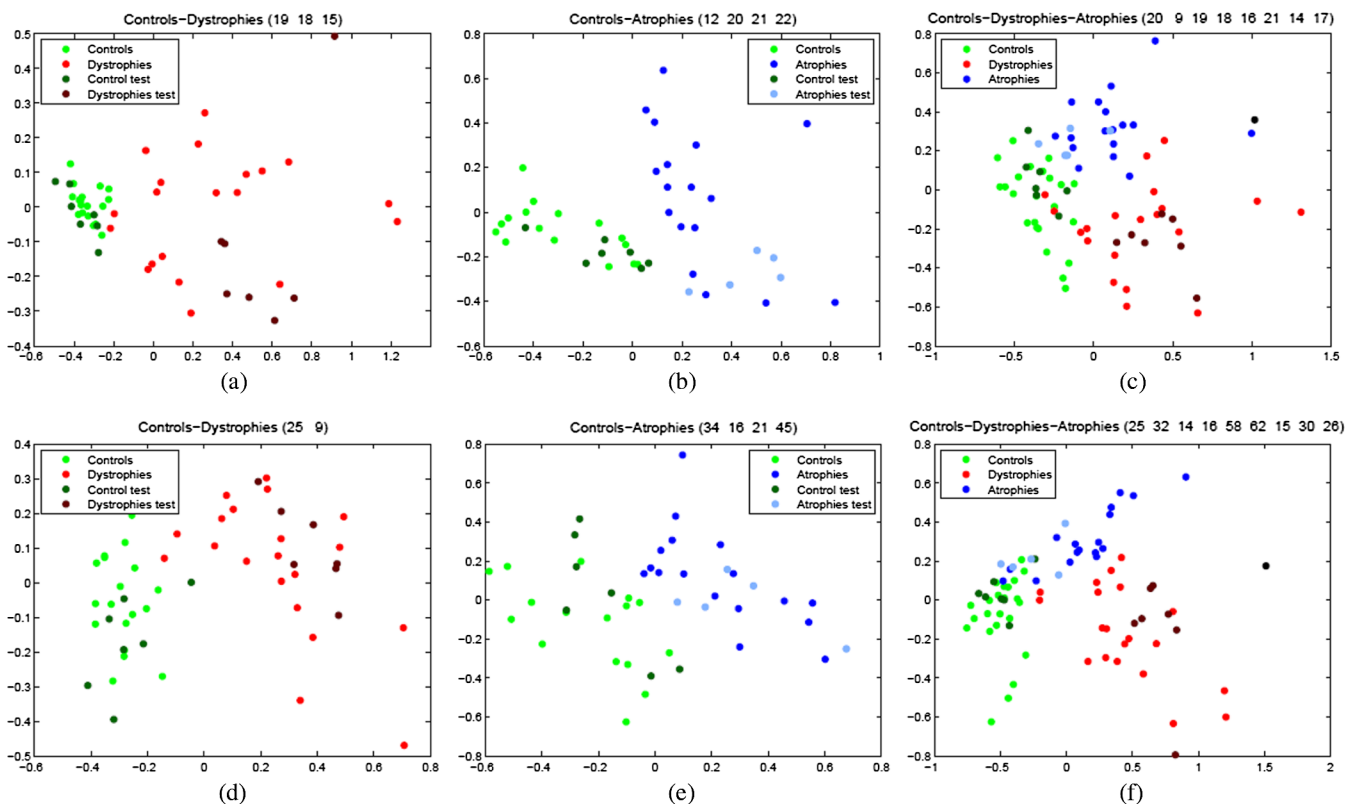 Controls-Dystrophies (19 18 15)
0.5
0.4
0.3
0.2
0.1
0
−0.1
−0.2
−0.3
−0.4
Controls
Dystrophies
Control test
Dystrophies test
−0.6 −0.4 −0.2 0 0.2 0.4 0.6 0.8 1 1.2
(a)
Controls-Atrophies (12 20 21 22)
0.8
0.6
0.4
0.2
0
−0.2
−0.4
−0.6
Controls
Atrophies
Control test
Atrophies test
−0.6 −0.4 −0.2 0 0.2 0.4 0.6 0.8 1
(b)
Controls-Dystrophies-Atrophies (20 9 19 18 16 21 14 17)
0.8
0.6
0.4
0.2
0
−0.2
−0.4
−0.6
−0.8
Controls
Dystrophies
Atrophies
−1 −0.5 0 0.5 1 1.5
(c)
Controls-Dystrophies (25 9)
0.4
0.3
0.2
0.1
0
−0.1
−0.2
−0.3
−0.4
−0.5
Controls
Dystrophies
Control test
Dystrophies test
−0.6 −0.4 −0.2 0 0.2 0.4 0.6 0.8
(d)
Controls-Atrophies (34 16 21 45)
0.8
0.6
0.4
0.2
0
−0.2
−0.4
−0.6
−0.8
Controls
Atrophies
Control test
Atrophies test
−0.6 −0.4 −0.2 0 0.2 0.4 0.6 0.8
(e)
Controls-Dystrophies-Atrophies (25 32 14 16 58 62 15 30 26)
0.8
0.6
0.4
0.2
0
−0.2
−0.4
−0.6
−0.8
Controls
Dystrophies
Atrophies
−1 −0.5 0 0.5 1 1.5 2
(f)